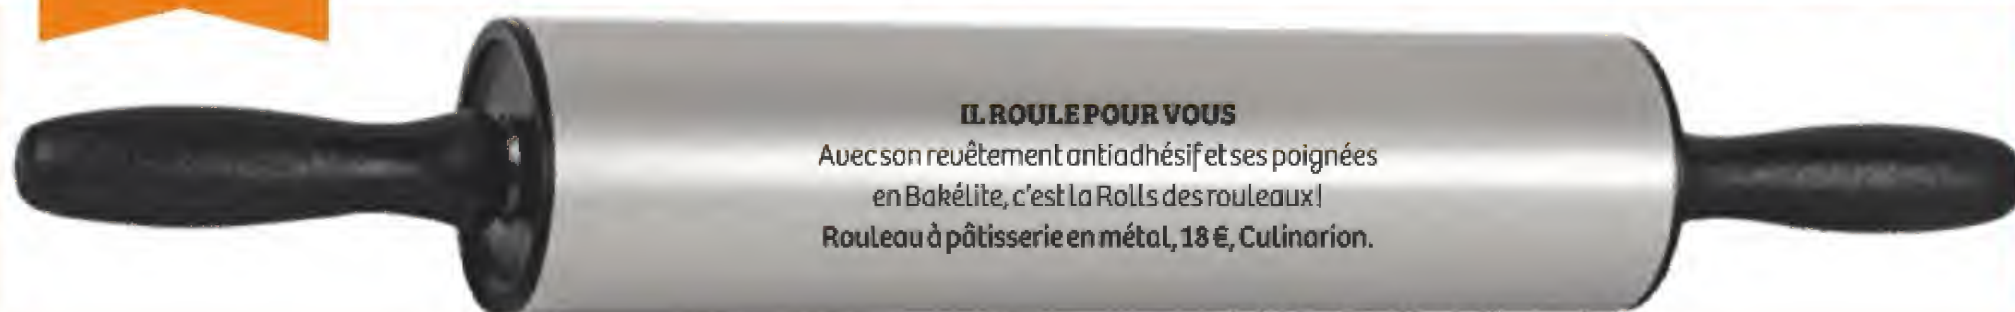 IL ROULE POUR VOUS
Avec son revêtement antiadhésif et ses poignées
en Bakélite, c'est la Rolls des rouleaux!
Rouleau à pâtisserie en métal, 18 €, Culinarion.